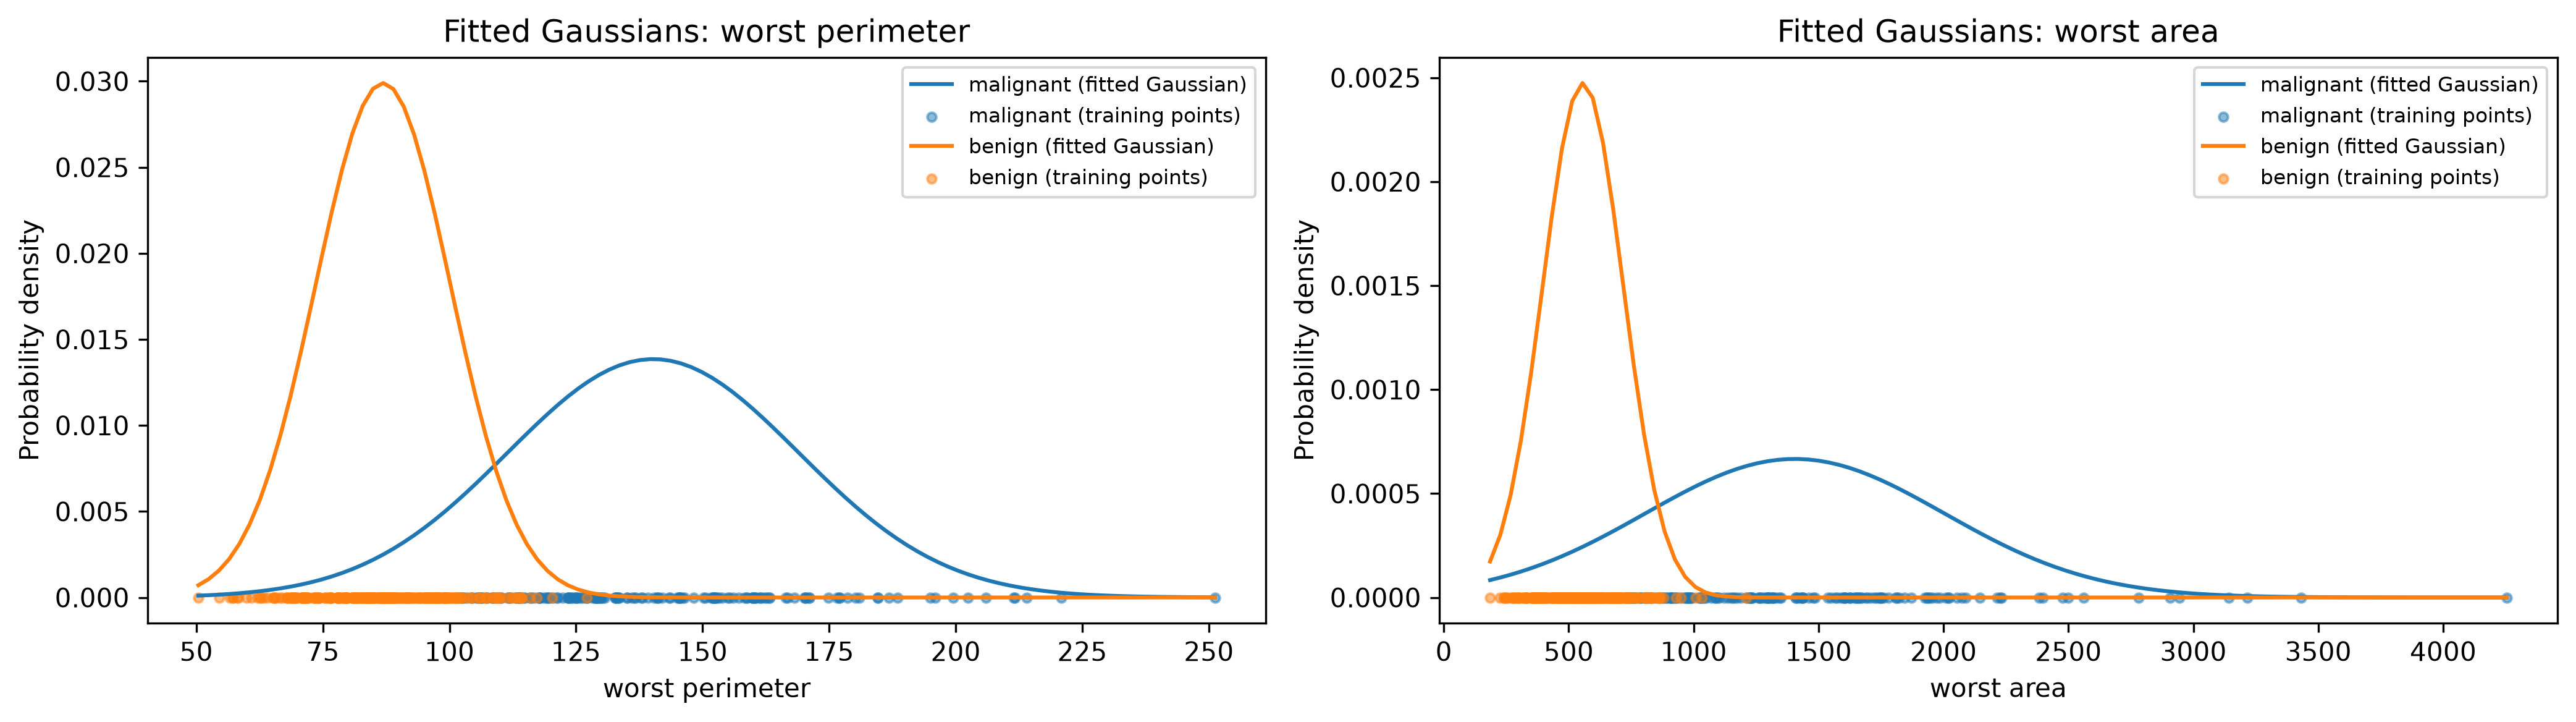 Fitted Gaussians: worst perimeter
0.030
0.025
0.020
0.015
0.010
0.005
0.000
Probability density
malignant (fitted Gaussian)
malignant (training points)
benign (fitted Gaussian)
benign (training points)
50 75 100 125 150 175 200 225 250
worst perimeter
Fitted Gaussians: worst area
0.0025
0.0020
0.0015
0.0010
0.0005
0.0000
Probability density
malignant (fitted Gaussian)
malignant (training points)
benign (fitted Gaussian)
benign (training points)
0 500 1000 1500 2000 2500 3000 3500 4000
worst area